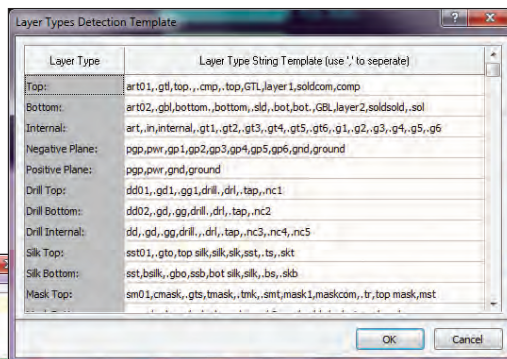 Layer Types Detection Template
Layer Type Layer Type String Template (use ',' to seperate)
Top: art01,.gtl,top.,.cmp,.top,GTL,layer1,soldcom,comp
Bottom: art02,.gbl,bottom.,bottom,.sld,.bot,bot.,GBL,layer2,soldsold,.sol
Internal: art,.in,internal,.gt1,.gt2,.gt3,.gt4,.gt5,.gt6,.g1,.g2,.g3,.g4,.g5,.g6
Negative Plane: pgp,pwr,gp1,gp2,gp3,gp4,gp5,gp6,gnd,ground
Positive Plane: pgp,pwr,gnd,ground
Drill Top: dd01,.gd1,.gg1,drill.,drl,.tap,.nc1
Drill Bottom: dd02,.gd,.gg,drill.,drl,.tap,.nc2
Drill Internal: dd,.gd,.gg,drill.,.drl,.tap,.nc3,.nc4,.nc5
Silk Top: sst01,.gto,top silk,silk,slk,sst,.ts,.skt
Silk Bottom: sst,bsilk,.gbo,ssb,bot silk,silk,slk,.bs,.skb
Mask Top: sm01,cmask,.gts,tmask,.tmk,.smt,mask1,maskcom,.tr,top mask,mst
OK Cancel